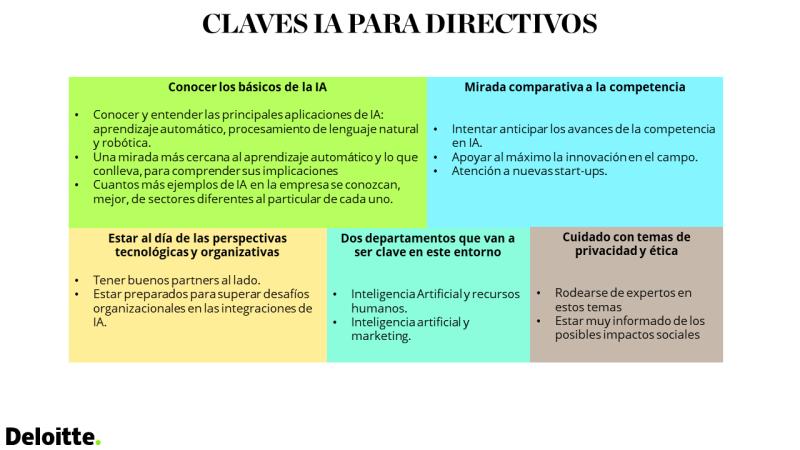 CLAVES IA PARA DIRECTIVOS
Conocer los básicos de la IA
• Conocer y entender las principales aplicaciones de IA:
aprendizaje automático, procesamiento de lenguaje natural
y robótica.
• Una mirada más cercana al aprendizaje automático y lo que
conlleva, para comprender sus implicaciones
• Cuantos más ejemplos de IA en la empresa se conozcan,
mejor, de sectores diferentes al particular de cada uno.
Mirada comparativa a la competencia
• Intentar anticipar los avances de la competencia
en IA.
• Apoyar al máximo la innovación en el campo.
• Atención a nuevas start-ups.
Estar al día de las perspectivas
tecnológicas y organizativas
• Tener buenos partners al lado.
• Estar preparados para superar desafíos
organizacionales en las integraciones de
IA.
Dos departamentos que van a
ser clave en este entorno
• Inteligencia Artificial y recursos
humanos.
• Inteligencia artificial y
marketing.
Cuidado con temas de
privacidad y ética
• Rodearse de expertos en
estos temas
• Estar muy informado de los
posibles impactos sociales
Deloitte.